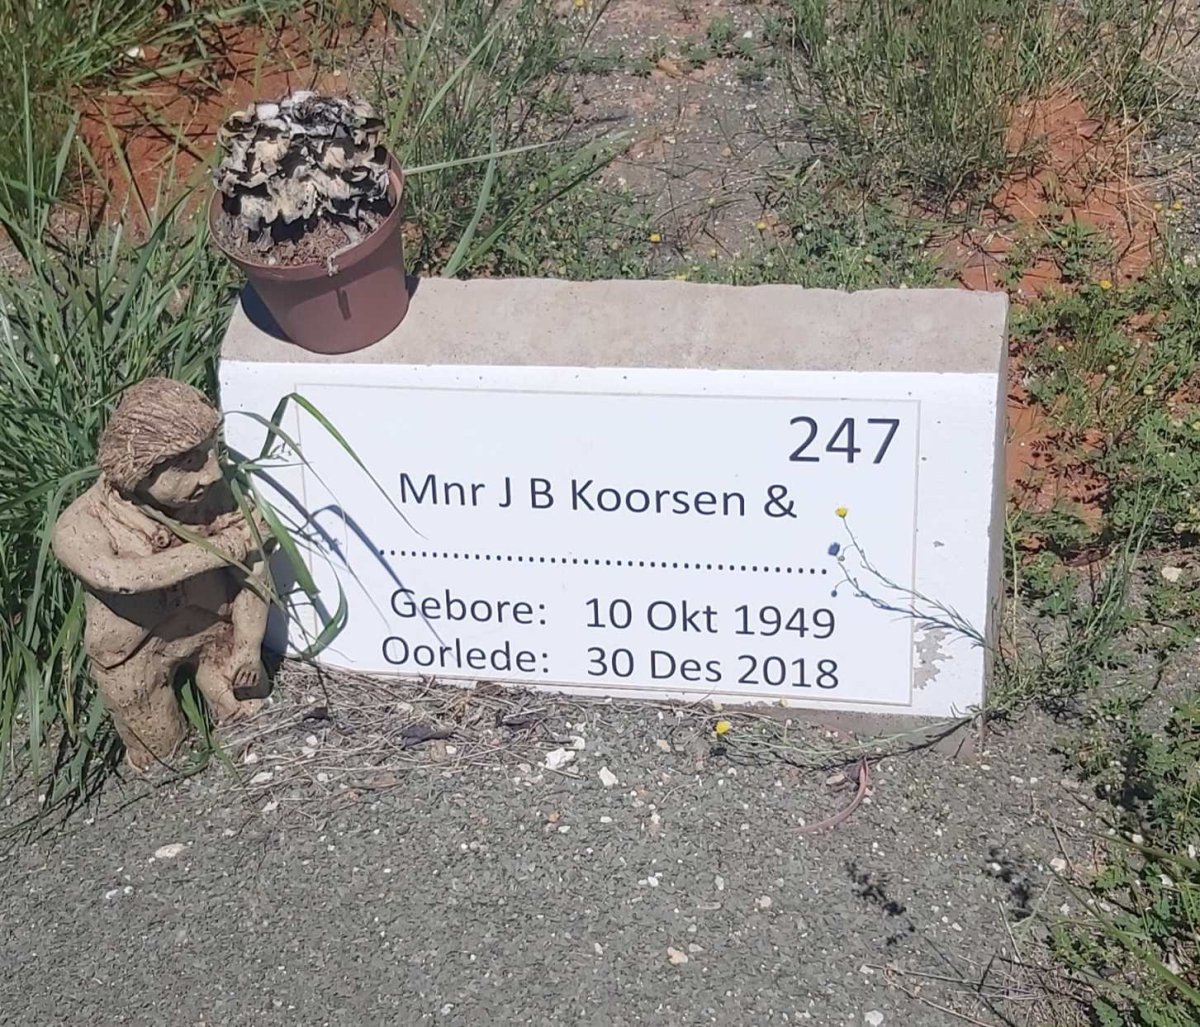 247
Mnr J B Koorsen &
..........................................
Gebore: 10 Okt 1949
Oorlede: 30 Des 2018